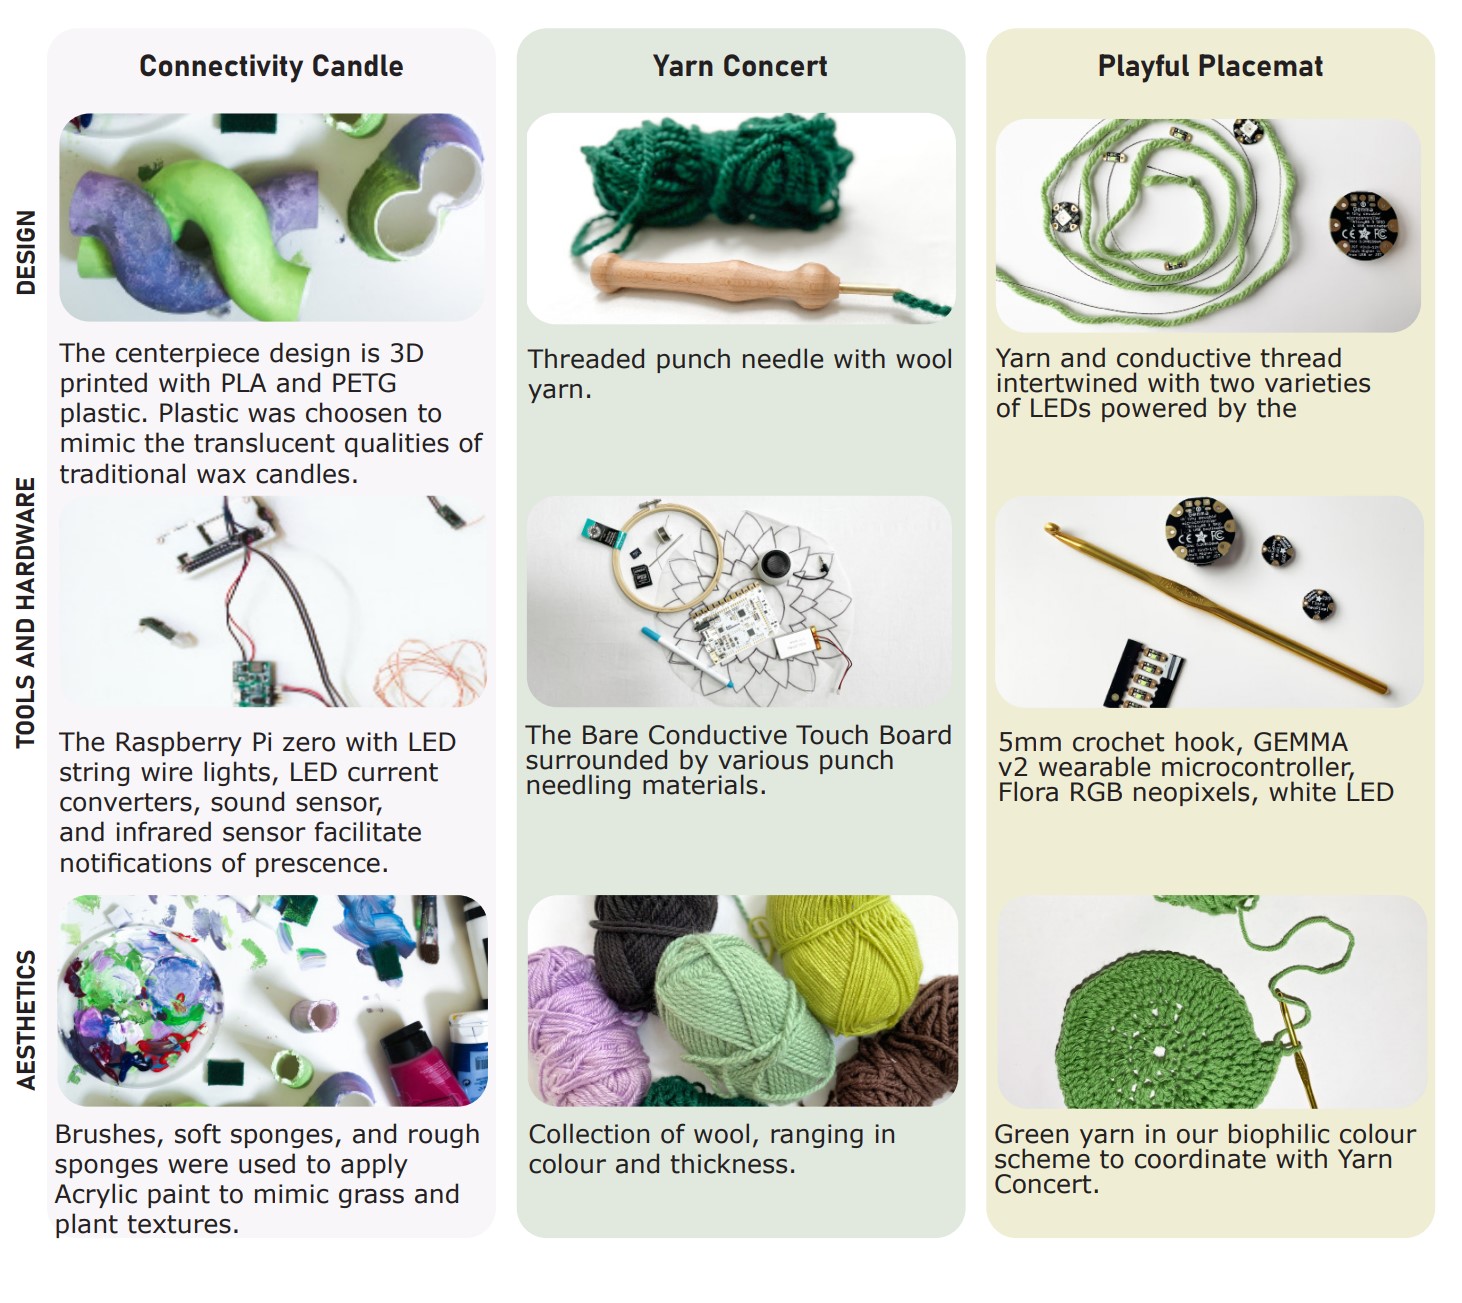 Connectivity Candle
Yarn Concert
Playful Placemat
DESIGN
The centerpiece design is 3D
printed with PLA and PETG
plastic. Plastic was choosen to
mimic the translucent qualities of
traditional wax candles.
Threaded punch needle with wool
yarn.
Gemma
Yarn and conductive thread
intertwined with two varieties
of LEDs powered by the
TOOLS AND HARDWARE
The Raspberry Pi zero with LED
string wire lights, LED current
converters, sound sensor,
and infrared sensor facilitate
notifications of prescence.
The Bare Conductive Touch Board
surrounded by various punch
needling materials.
5mm crochet hook, GEMMA
v2 wearable microcontroller,
Flora RGB neopixels, white LED
AESTHETICS
Brushes, soft sponges, and rough
sponges were used to apply
Acrylic paint to mimic grass and
plant textures.
Collection of wool, ranging in
colour and thickness.
Green yarn in our biophilic colour
scheme to coordinate with Yarn
Concert.